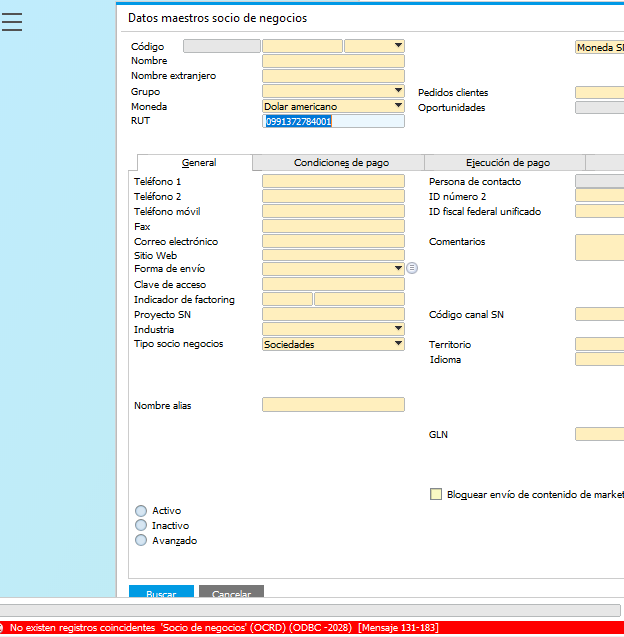 Datos maestros socio de negocios
Código
Moneda S
Nombre
Nombre extranjero
Grupo
Pedidos clientes
Moneda Dolar americano
Oportunidades
RUT 0991372784001
General Condiciones de pago Ejecución de pago
Teléfono 1 Persona de contacto
Teléfono 2 ID número 2
Teléfono móvil ID fiscal federal unificado
Fax
Correo electrónico Comentarios
Sitio Web
Forma de envío
Clave de acceso
Indicador de factoring
Proyecto SN Código canal SN
Industria
Tipo socio negocios Sociedades Territorio
Idioma
Nombre alias
GLN
Bloguear envío de contenido de market
Activo
Inactivo
Avanzado
Buscar Cancelar
No existen registros coincidentes 'Socio de negocios' (OCRD) (ODBC -2028) [Mensaje 131-183]